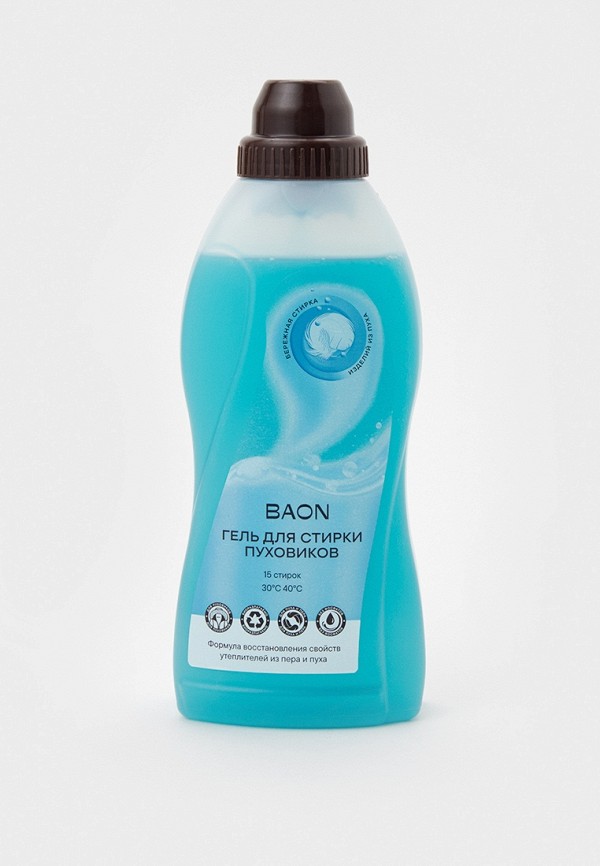 БЕРЕЖНАЯ СТИРКА
ИЗДЕЛИЙ ИЗ ПУХА
BAON
ГЕЛЬ ДЛЯ СТИРКИ
ПУХОВИКОВ
15 стирок
30°С 40°С
Формула восстановления свойств
утеплителей из пера и пуха